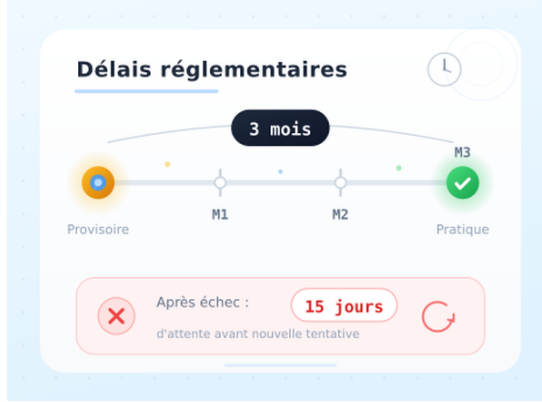 Délais réglementaires
3 mois
M3
M1
M2
Provisoire
Pratique
Après échec :
15 jours
d'attente avant nouvelle tentative